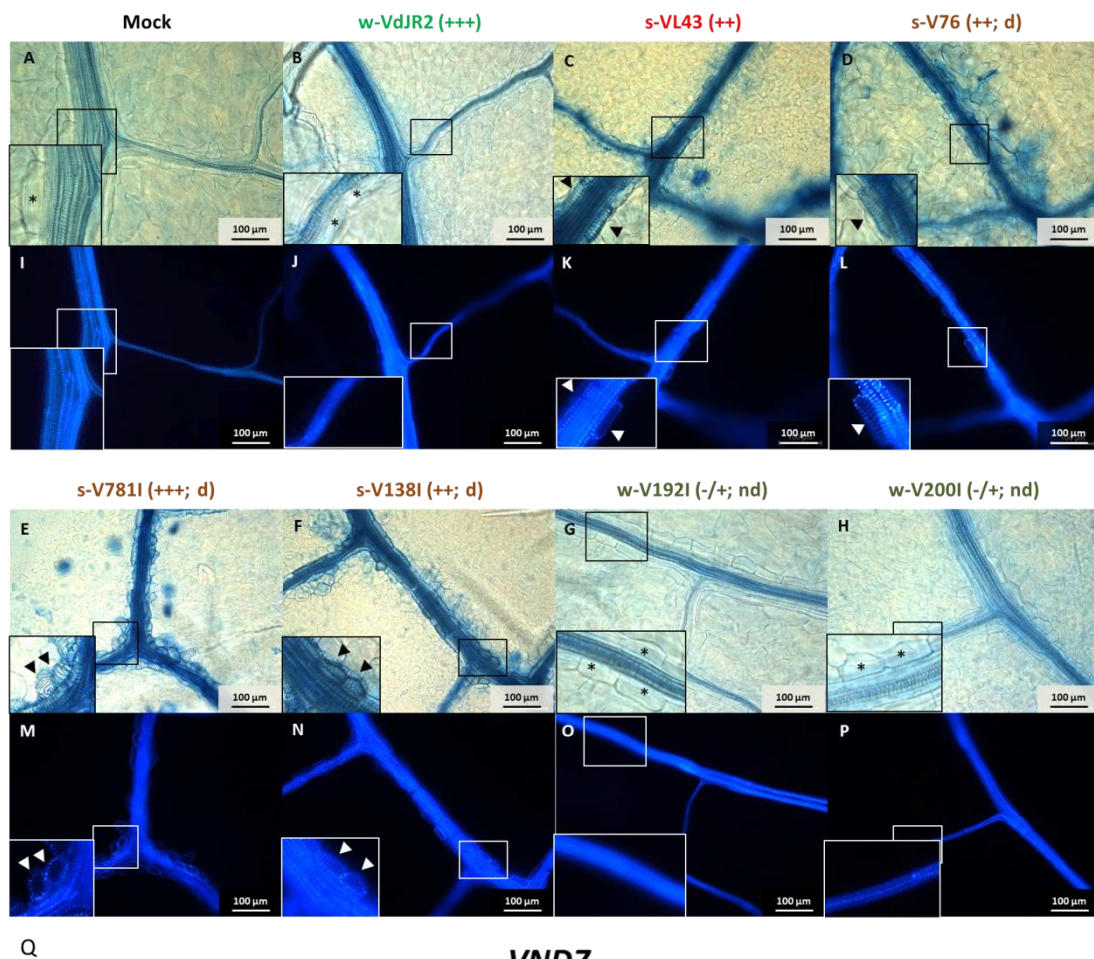 Mock w-VdJR2 (+++) s-VL43 (++) s-V76 (++; d)
A B C D
* * *
100 µm 100 µm 100 µm 100 µm
I J K L
100 µm 100 µm 100 µm 100 µm
s-V781I (+++; d) s-V138I (++; d) w-V192I (-/+; nd) w-V200I (-/+; nd)
E F G H
* * * * *
100 µm 100 µm 100 µm 100 µm
M N O P
100 µm 100 µm 100 µm 100 µm
Q VND7